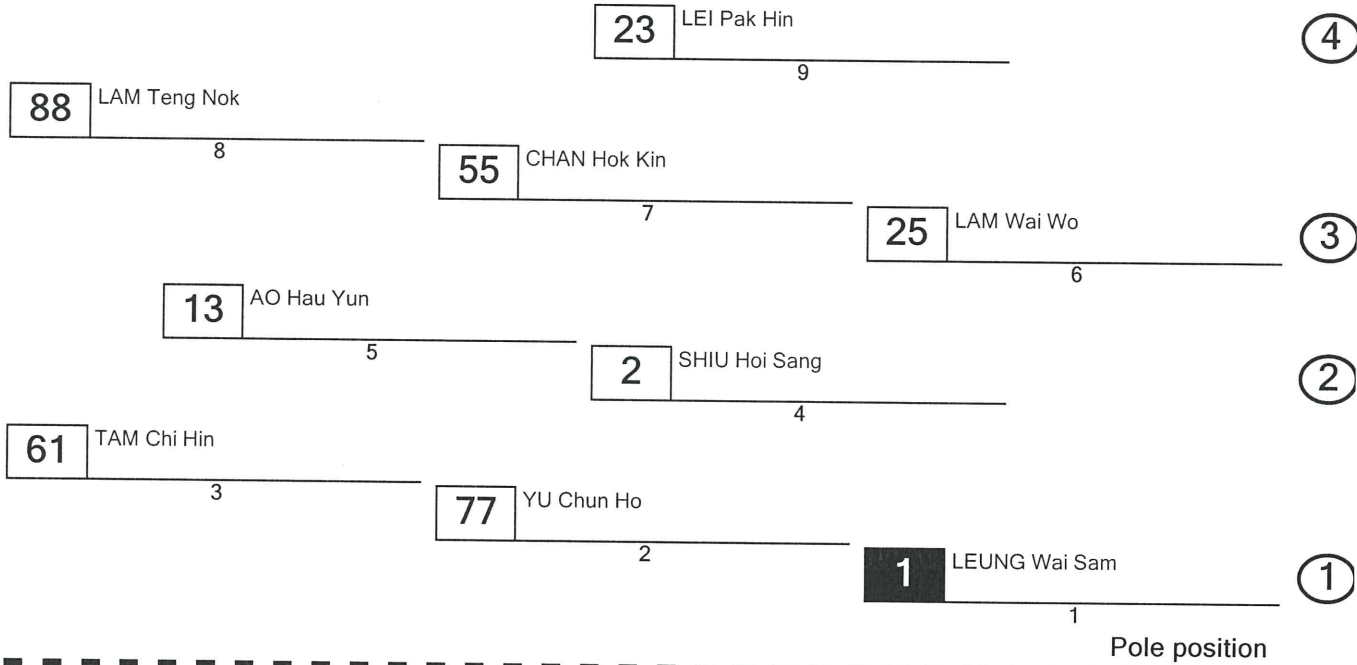 23 LEI Pak Hin
9
4
88 LAM Teng Nok
8
55 CHAN Hok Kin
7
25 LAM Wai Wo
6
3
13 AO Hau Yun
5
2 SHIU Hoi Sang
4
2
61 TAM Chi Hin
3
77 YU Chun Ho
2
1 LEUNG Wai Sam
1
1
Pole position